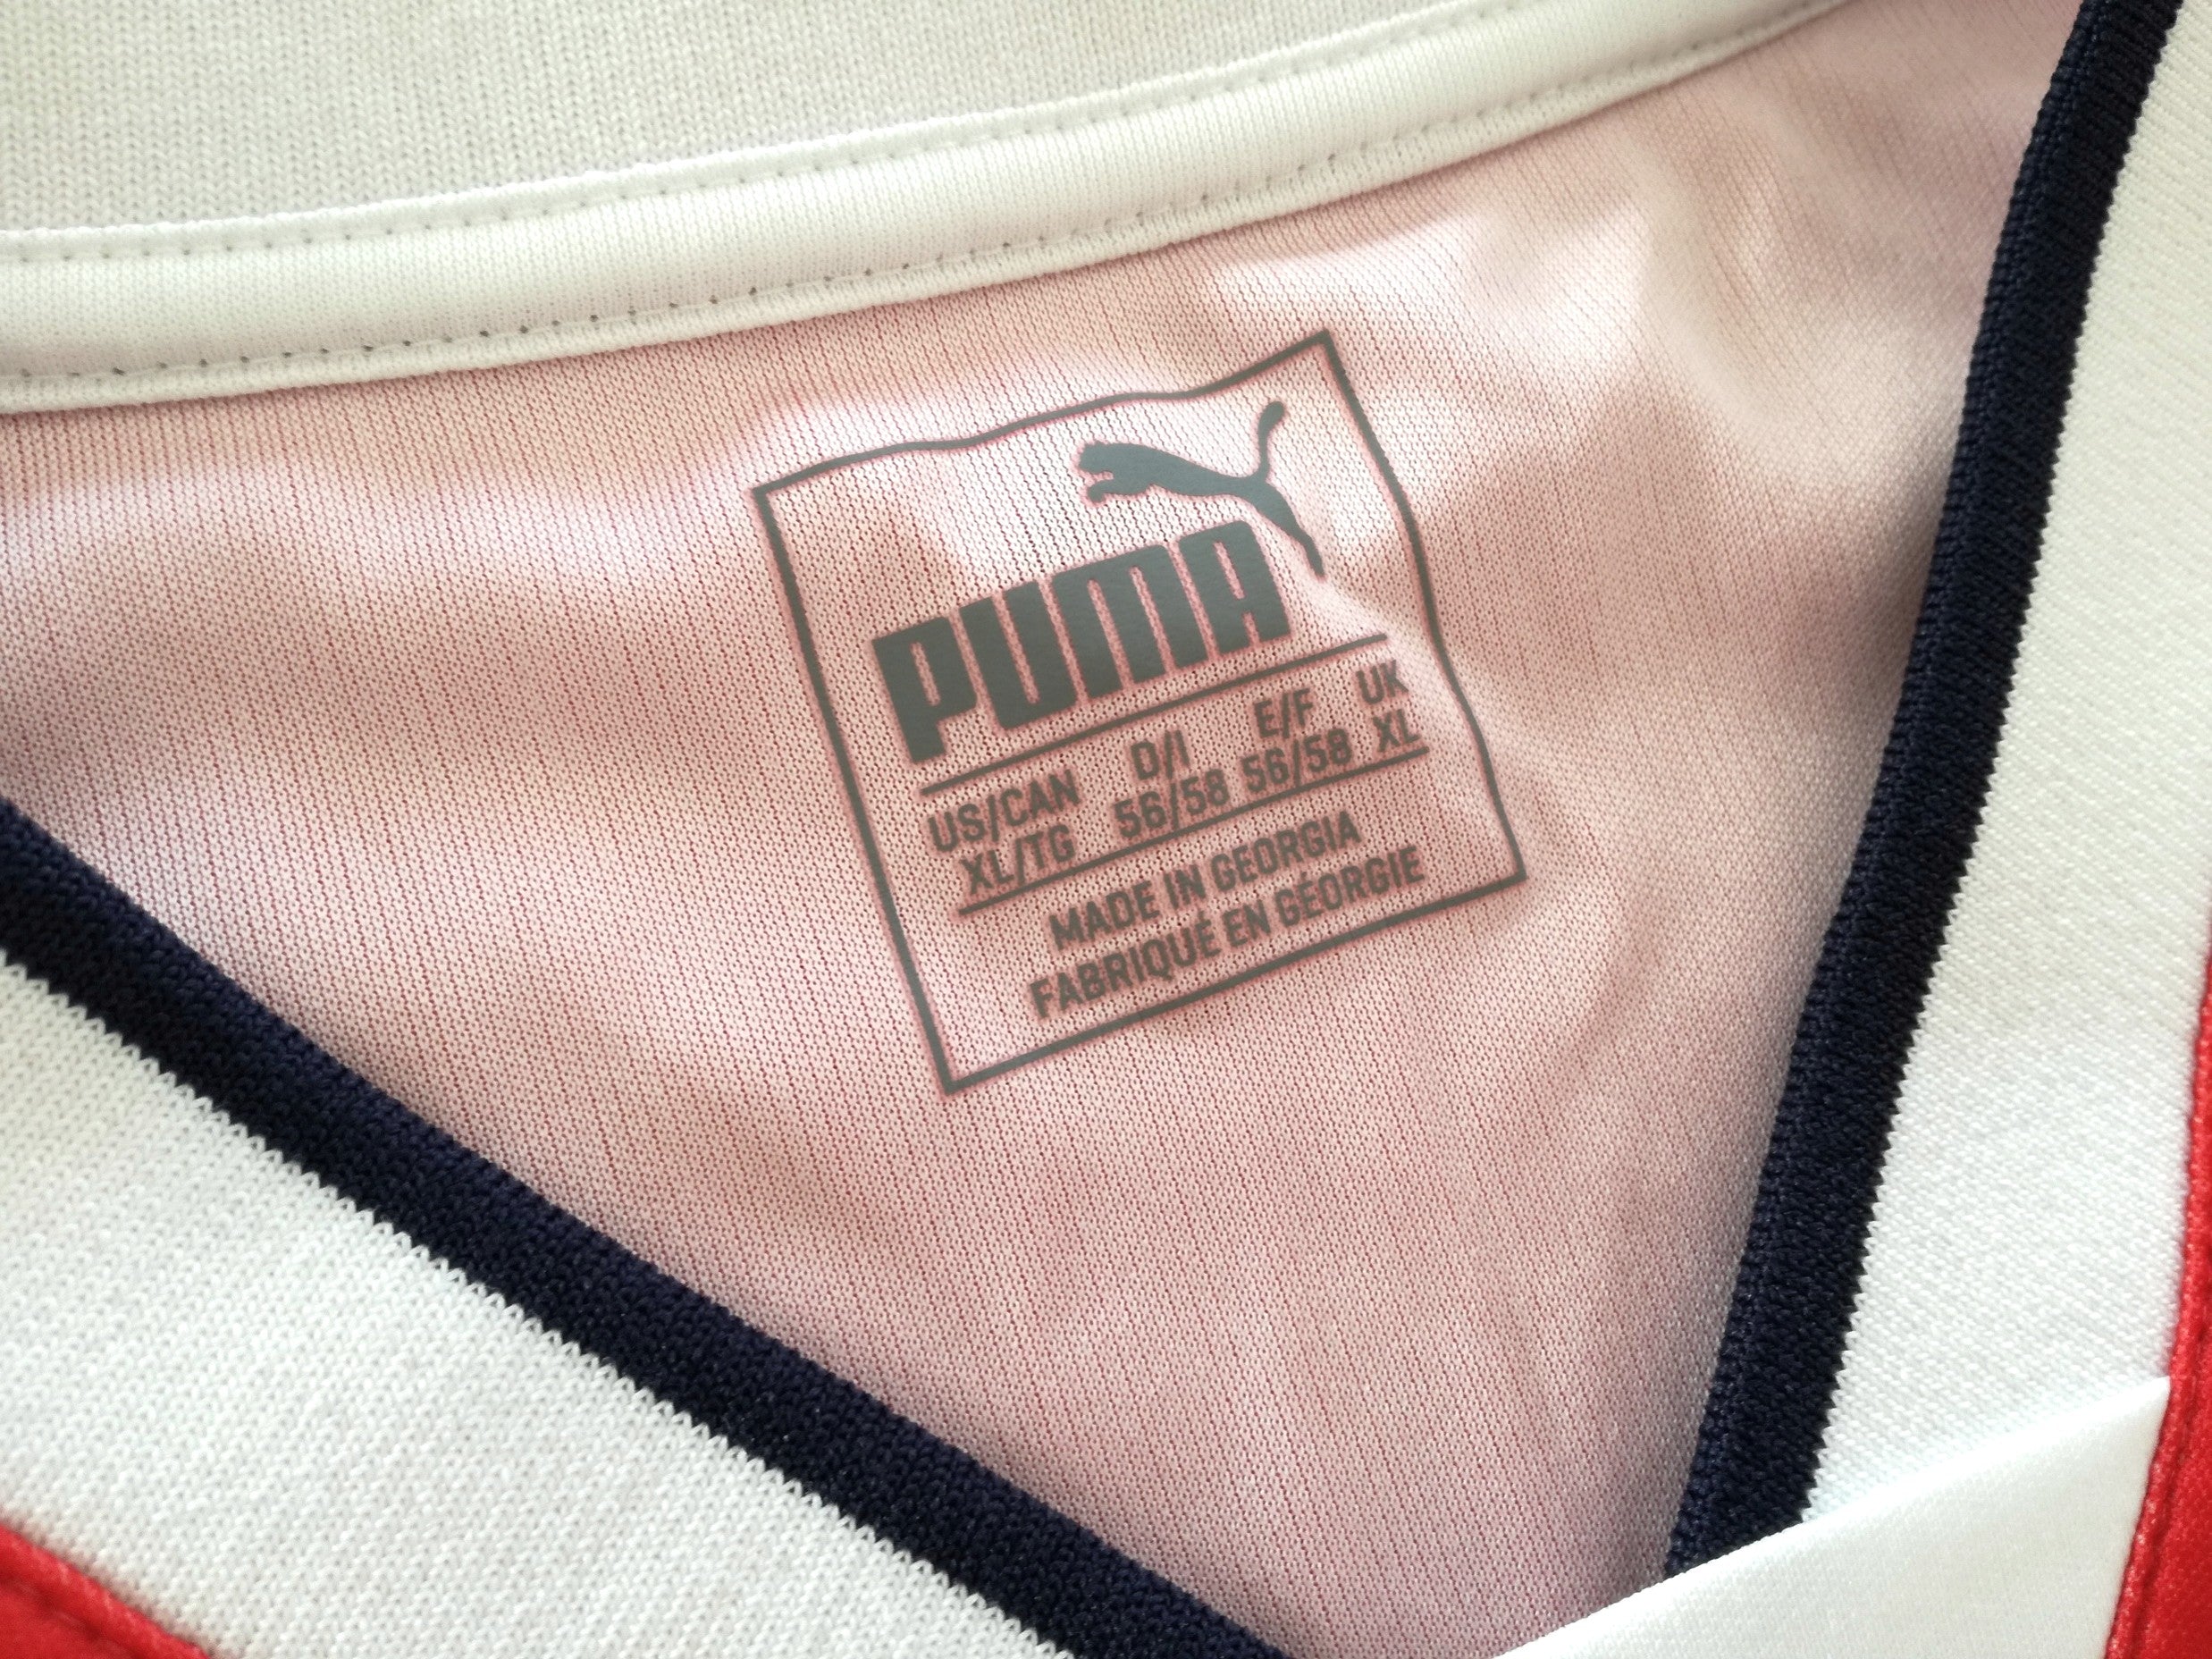 PUMA
US/CAN D/I E/F UK
XL/TG 56/58 56/58 XL
MADE IN GEORGIA
FABRIQUÉ EN GÉORGIE